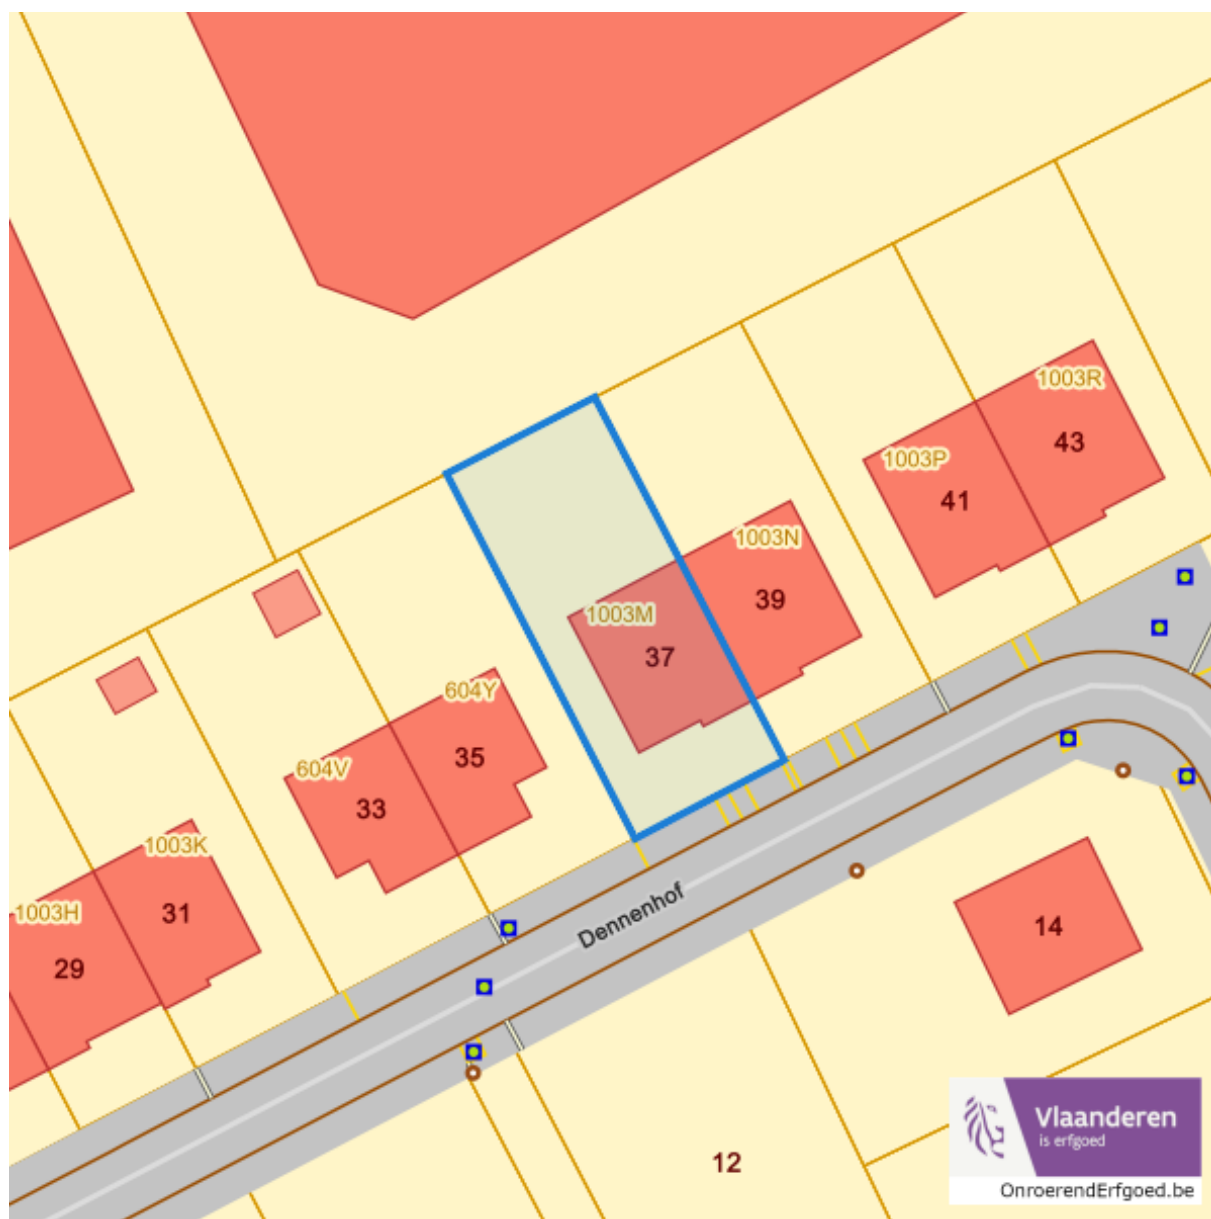 1003R
43
1003P
41
1003N
39
1003M
37
604Y
35
604V
33
1003K
31
1003H
29
Dennenhof
14
12
Vlaanderen
is erfgoed
OnroerendErfgoed.be